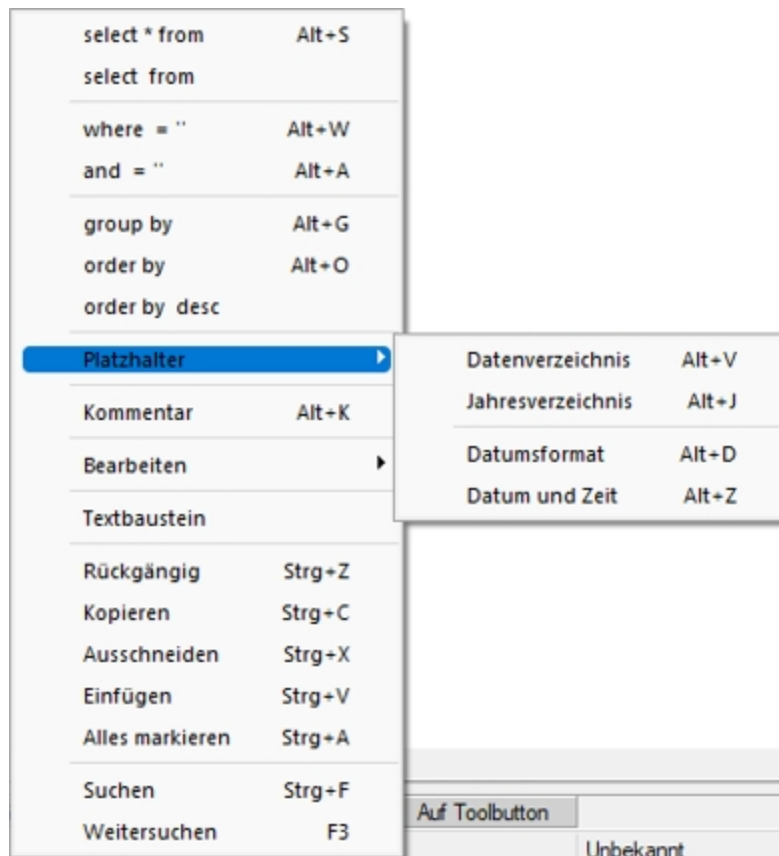 select * from Alt+S
select from
where = '' Alt+W
and = '' Alt+A
group by Alt+G
order by Alt+O
order by desc
Platzhalter
Datenverzeichnis Alt+V
Jahresverzeichnis Alt+J
Datumsformat Alt+D
Datum und Zeit Alt+Z
Kommentar Alt+K
Bearbeiten
Textbaustein
Rückgängig Strg+Z
Kopieren Strg+C
Ausschneiden Strg+X
Einfügen Strg+V
Alles markieren Strg+A
Suchen Strg+F
Weitersuchen F3
Auf Toolbutton
Unbekannt